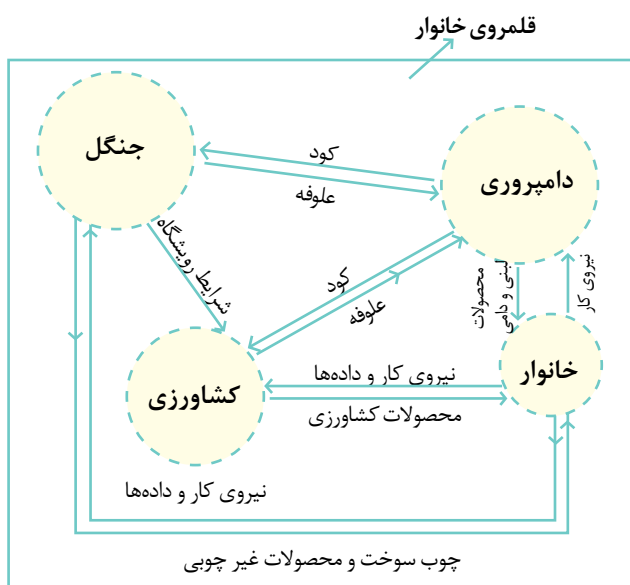 قلمروی خانوار
جنگل
دامپروری
کود
علوفه
شرایط رویشگاه
کود
علوفه
محصولات
لبنی و دامی
نیروی کار
خانوار
کشاورزی
نیروی کار و داده‌ها
محصولات کشاورزی
نیروی کار و داده‌ها
چوب سوخت و محصولات غیر چوبی